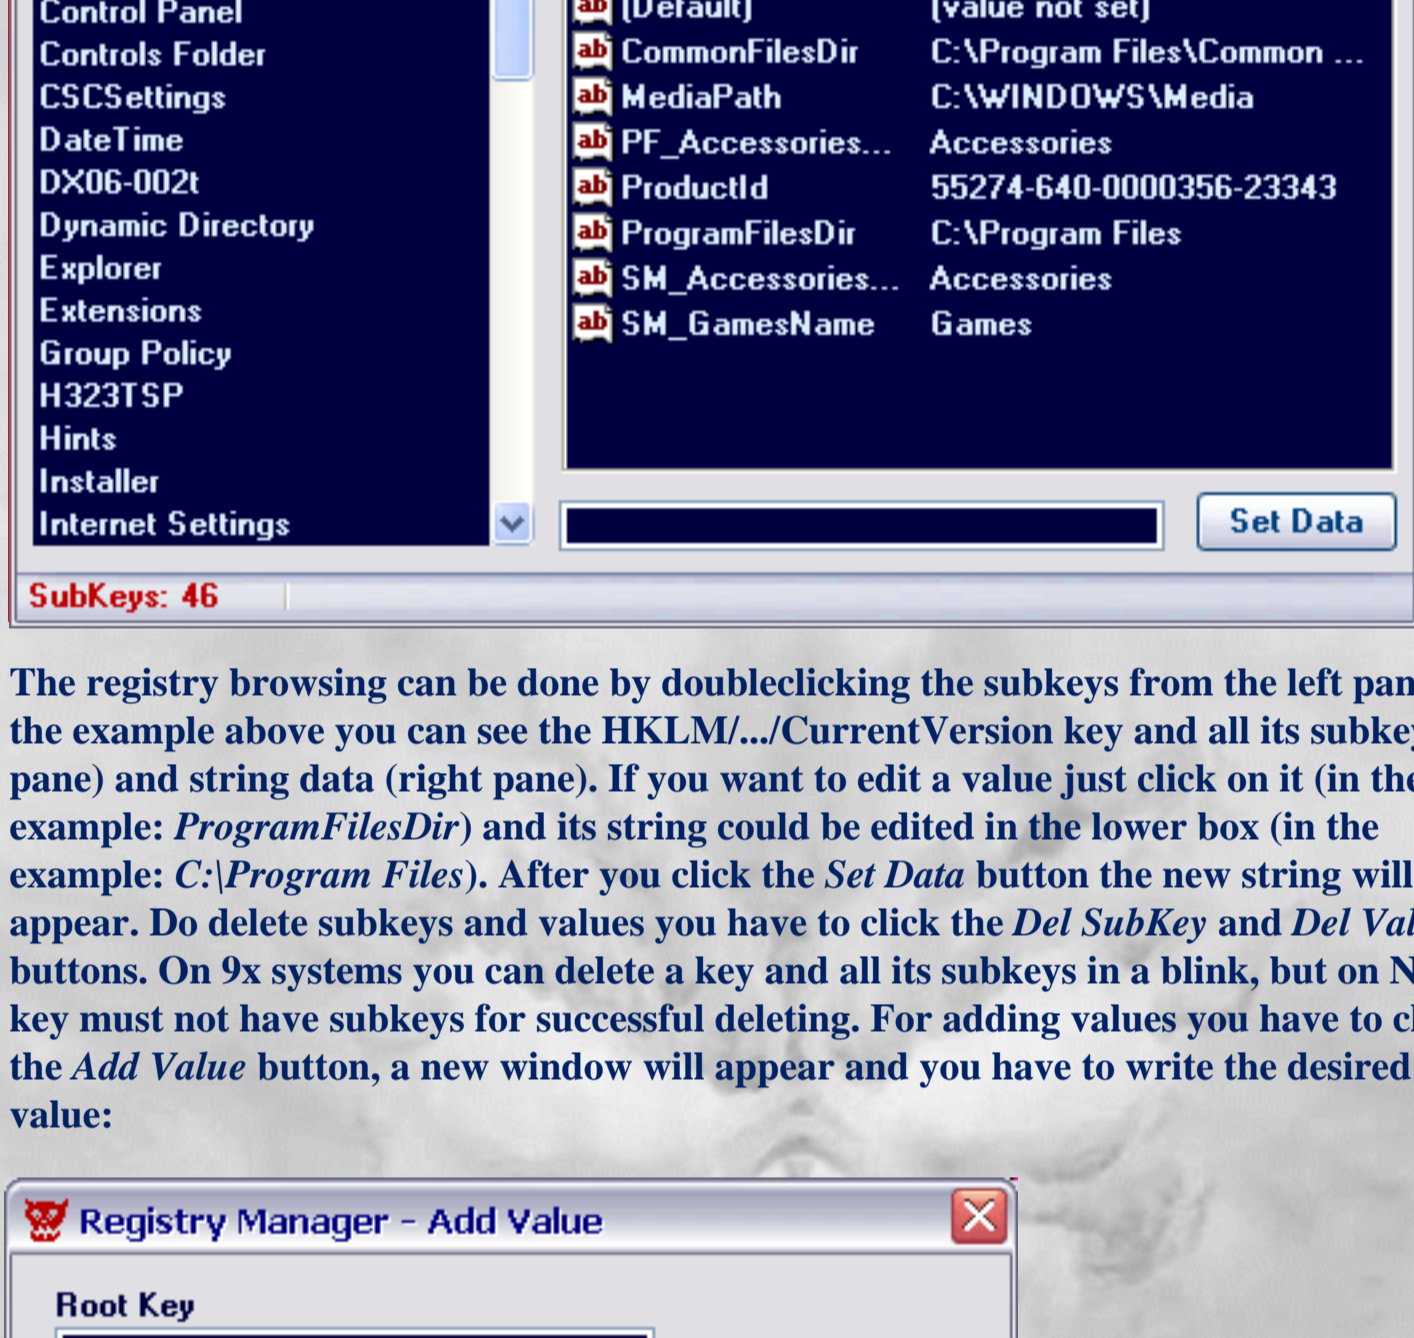 Control Panel
Controls Folder
CSCSettings
DateTime
DX06-002t
Dynamic Directory
Explorer
Extensions
Group Policy
H323TSP
Hints
Installer
Internet Settings
(Default) (value not set)
CommonFilesDir C:\Program Files\Common ...
MediaPath C:\WINDOWS\Media
PF_Accessories... Accessories
ProductId 55274-640-0000356-23343
ProgramFilesDir C:\Program Files
SM_Accessories... Accessories
SM_GamesName Games
Set Data
SubKeys: 46
The registry browsing can be done by doubleclicking the subkeys from the left pan
the example above you can see the HKLM/.../CurrentVersion key and all its subkey
pane) and string data (right pane). If you want to edit a value just click on it (in the
example: ProgramFilesDir) and its string could be edited in the lower box (in the
example: C:\Program Files). After you click the Set Data button the new string will
appear. Do delete subkeys and values you have to click the Del SubKey and Del Val
buttons. On 9x systems you can delete a key and all its subkeys in a blink, but on N
key must not have subkeys for successful deleting. For adding values you have to cl
the Add Value button, a new window will appear and you have to write the desired
value:
Registry Manager - Add Value
Root Key